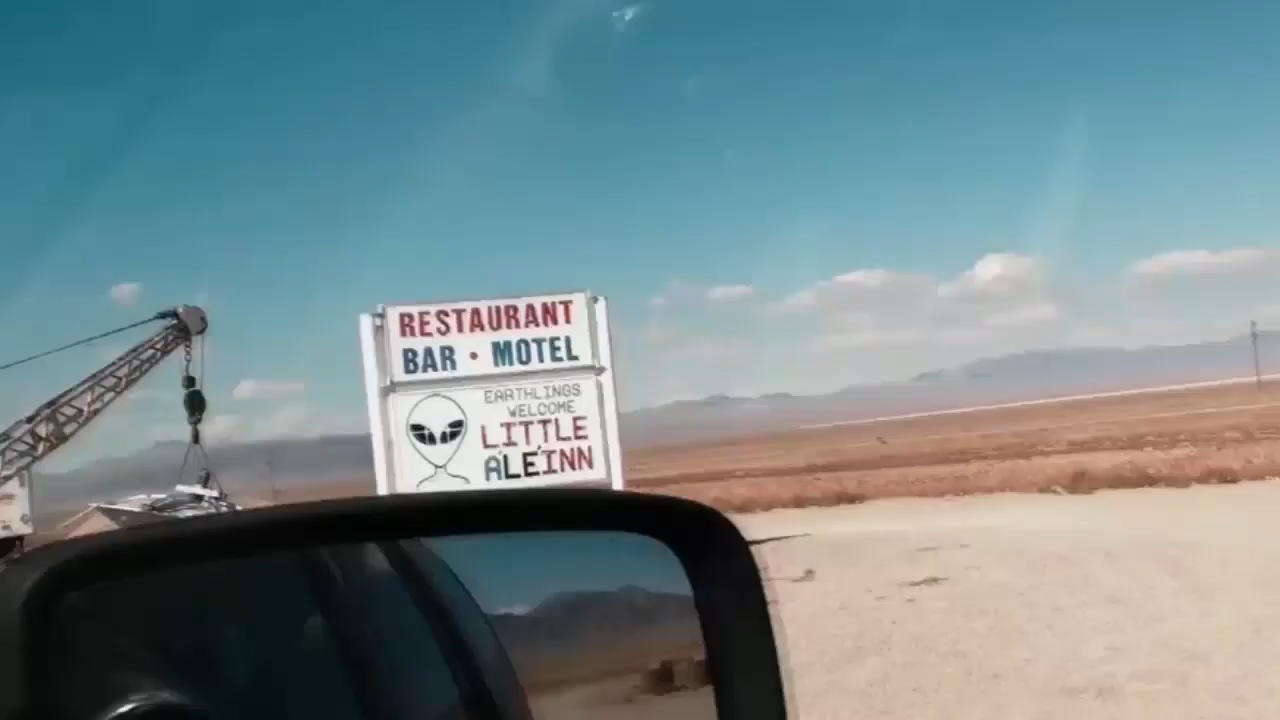 RESTAURANT
BAR • MOTEL
EARTHLINGS
WELCOME
LITTLE
A'LE'INN